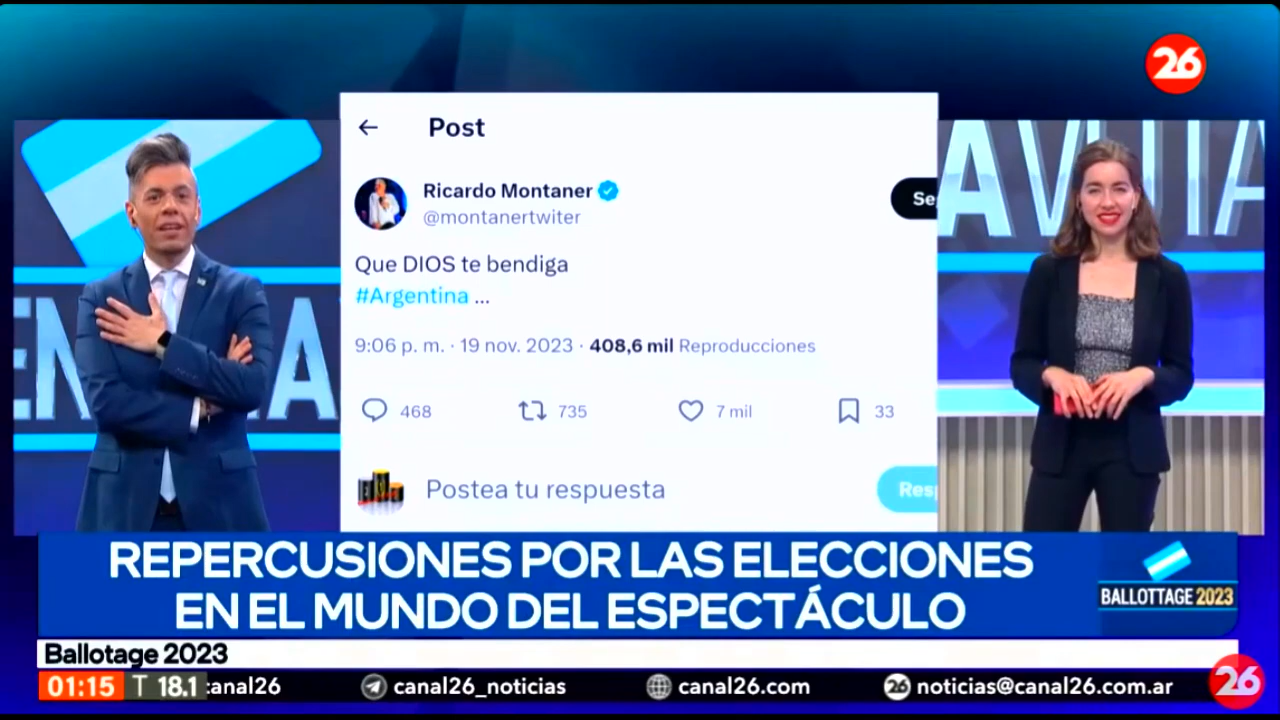 26
Post
Ricardo Montaner
@montanertwiter
Que DIOS te bendiga
#Argentina ...
9:06 p. m. · 19 nov. 2023 · 408,6 mil Reproducciones
468 735 7 mil 33
Postea tu respuesta
REPERCUSIONES POR LAS ELECCIONES
EN EL MUNDO DEL ESPECTÁCULO
BALLOTTAGE 2023
Ballotage 2023
01:15 T 18.1 canal26 canal26_noticias canal26.com 26 noticias@canal26.com.ar
26